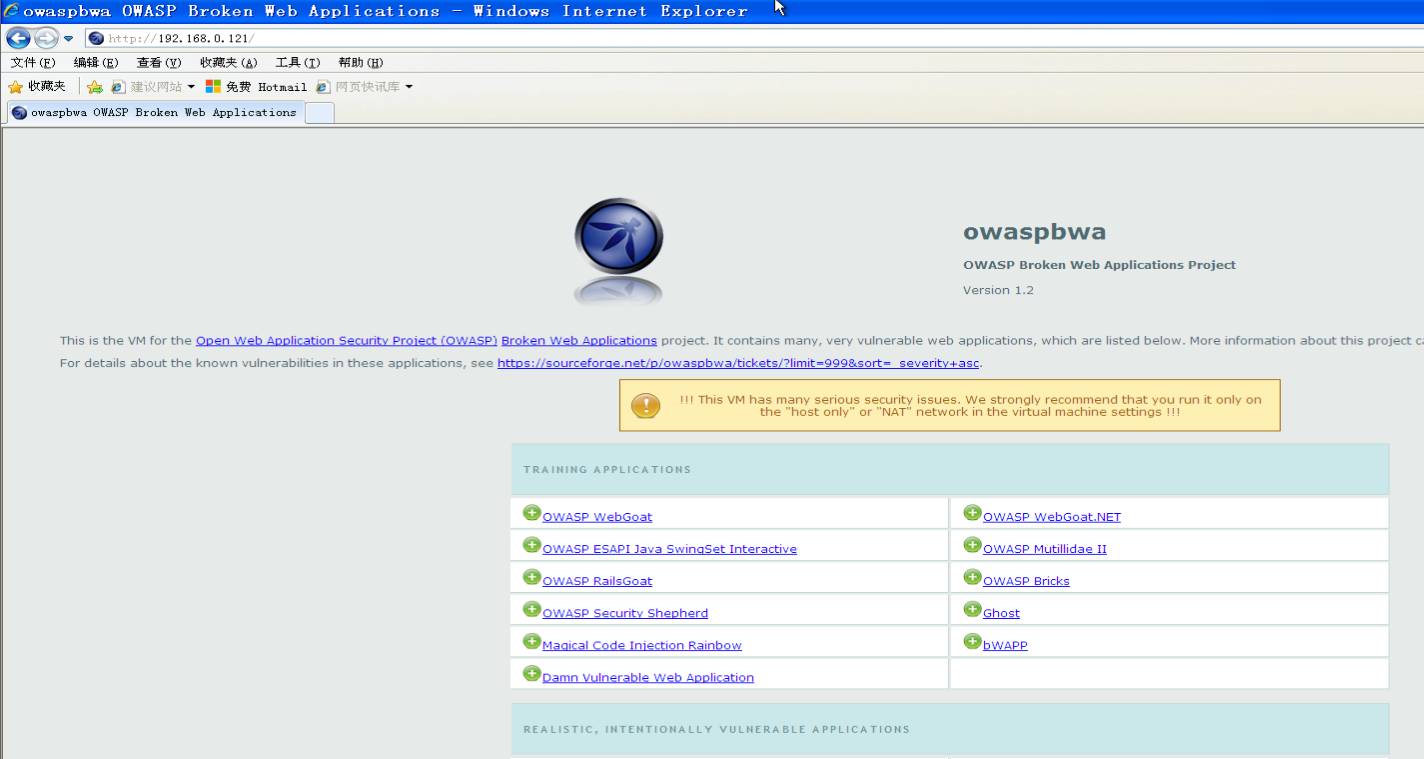 owaspbwa OWASP Broken Web Applications - Windows Internet Explorer
http://192.168.0.121/
文件(F) 编辑(E) 查看(V) 收藏夹(A) 工具(T) 帮助(H)
收藏夹 建议网站 免费 Hotmail 网页快讯库
owaspbwa OWASP Broken Web Applications
owaspbwa
OWASP Broken Web Applications Project
Version 1.2
This is the VM for the Open Web Application Security Project (OWASP) Broken Web Applications project. It contains many, very vulnerable web applications, which are listed below. More information about this project ca
For details about the known vulnerabilities in these applications, see https://sourceforge.net/p/owaspbwa/tickets/?limit=999&sort=_severity+asc.
!!! This VM has many serious security issues. We strongly recommend that you run it only on
the "host only" or "NAT" network in the virtual machine settings !!!
TRAINING APPLICATIONS
OWASP WebGoat OWASP WebGoat.NET
OWASP ESAPI Java SwingSet Interactive OWASP Mutillidae II
OWASP RailsGoat OWASP Bricks
OWASP Security Shepherd Ghost
Magical Code Injection Rainbow bWAPP
Damn Vulnerable Web Application
REALISTIC, INTENTIONALLY VULNERABLE APPLICATIONS